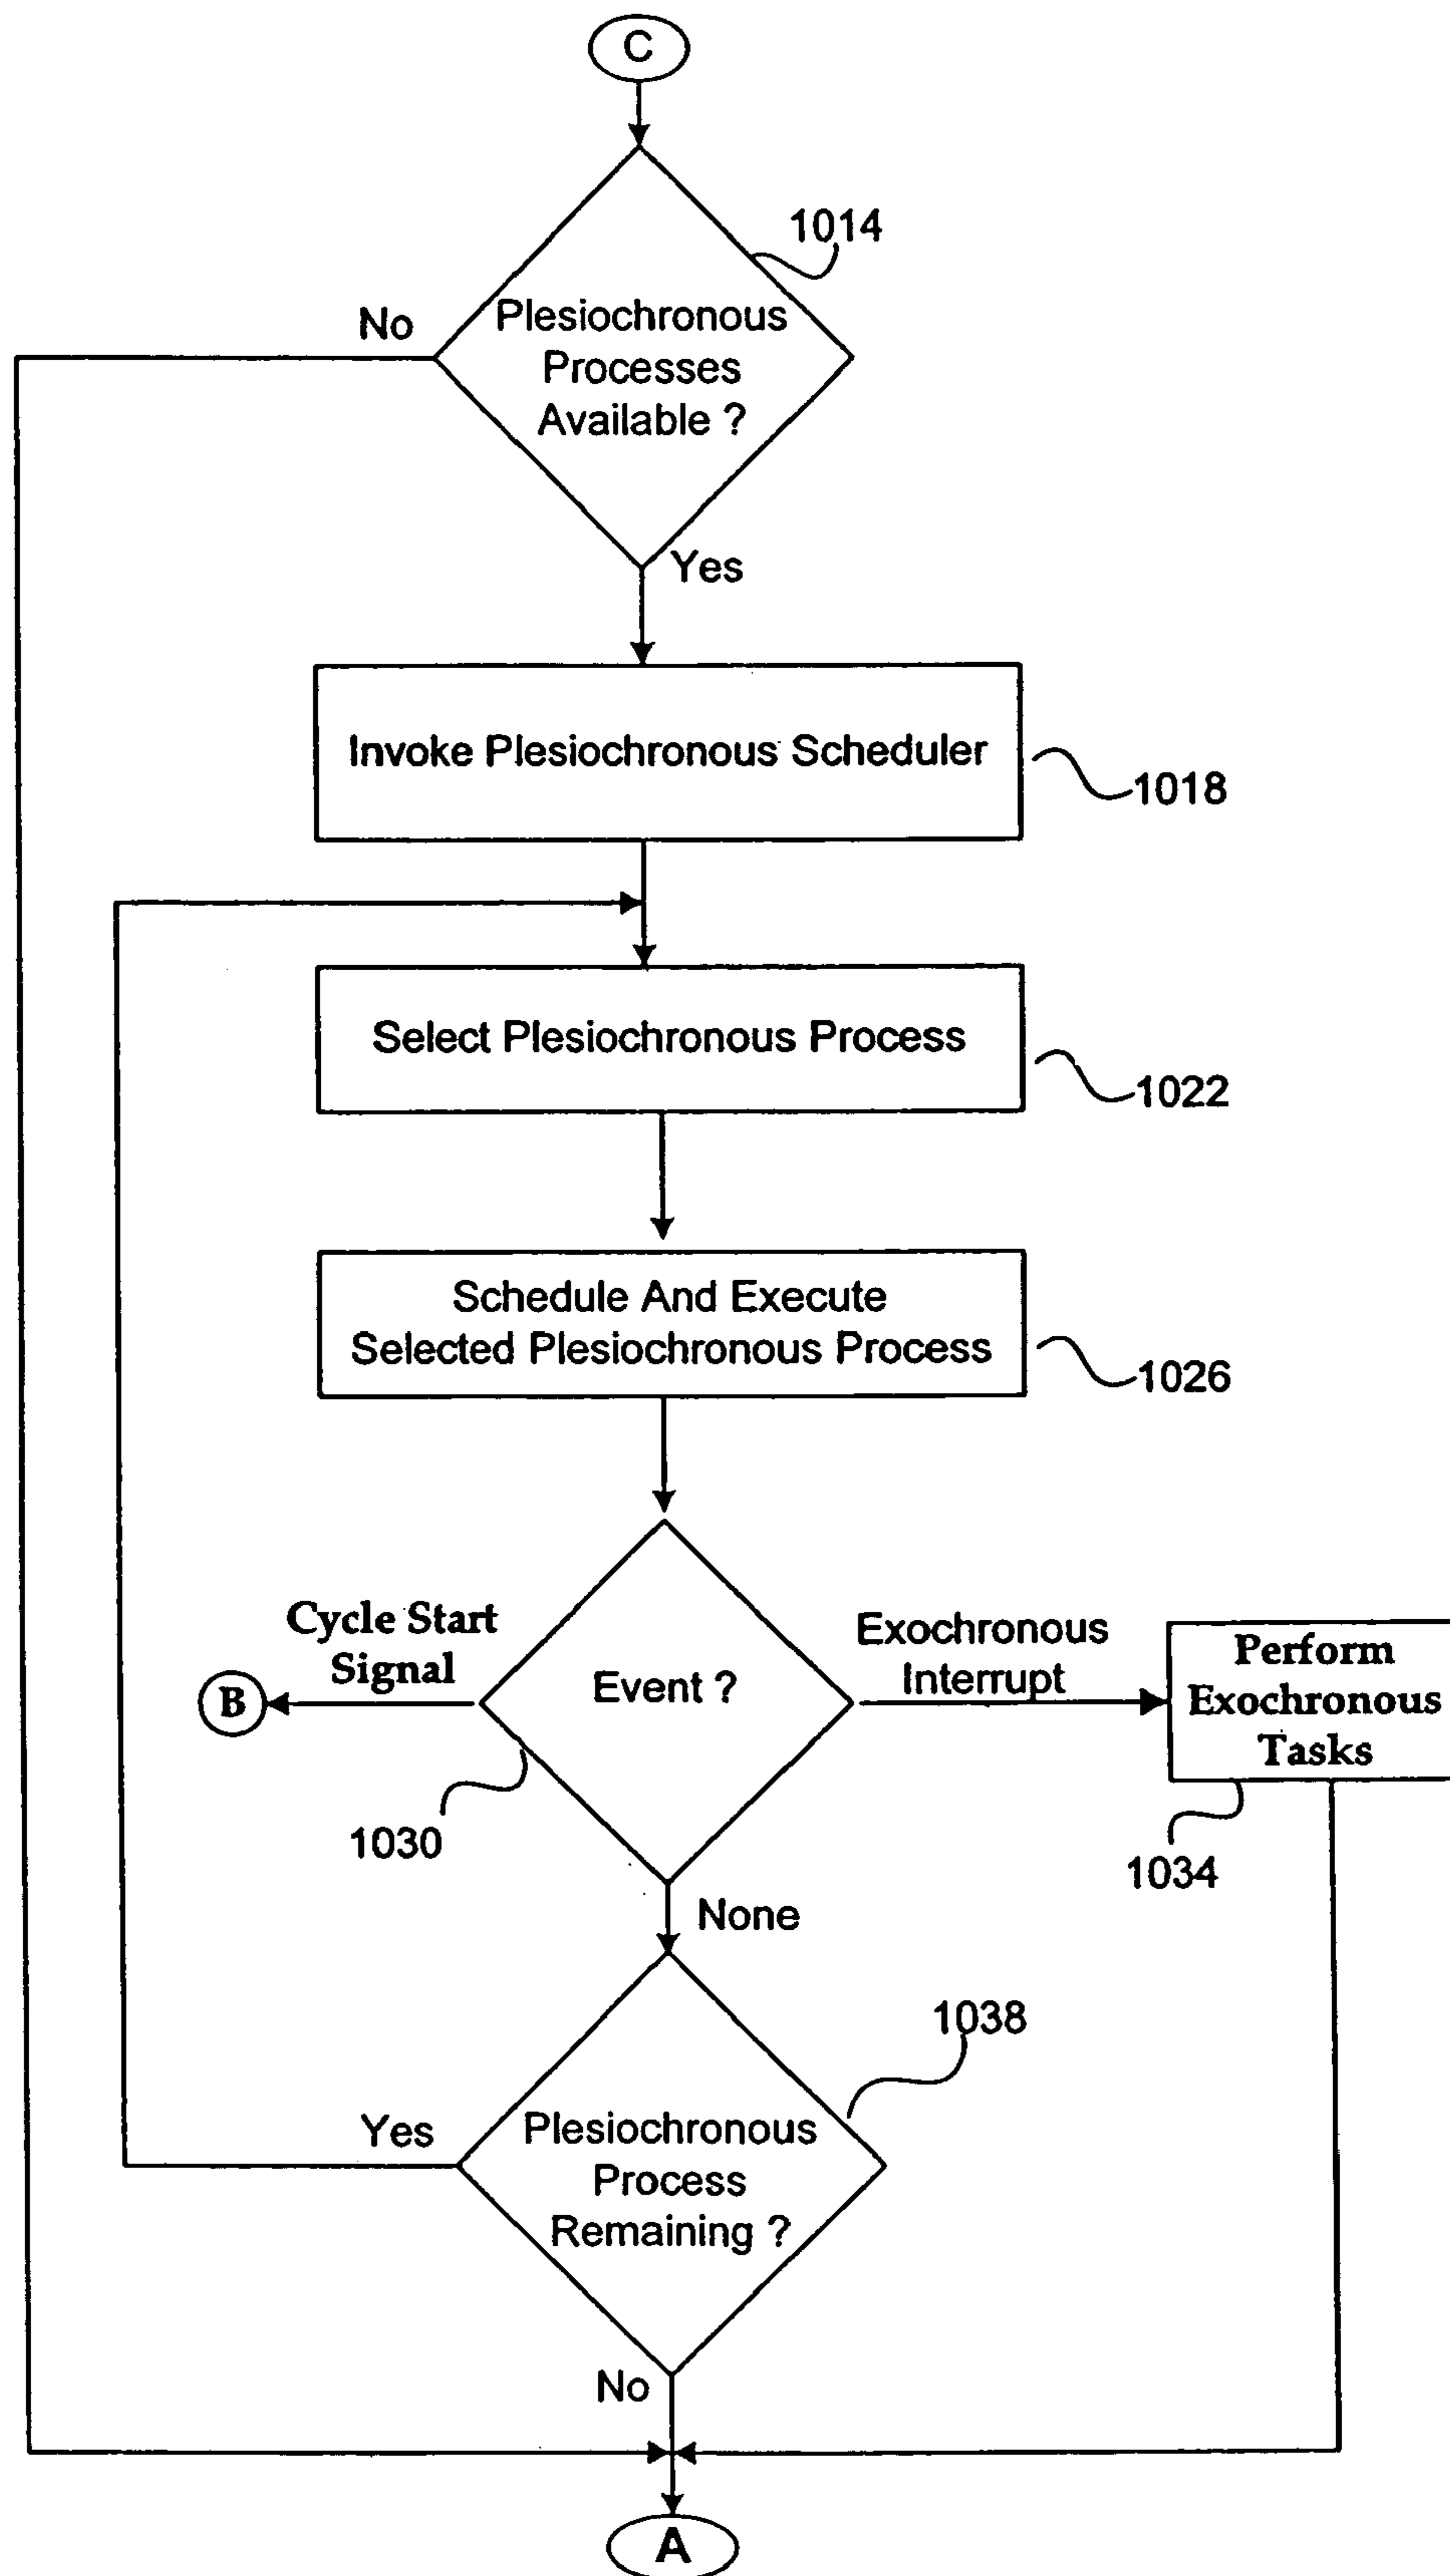 C
1014
No
Plesiochronous
Processes
Available ?
Yes
Invoke Plesiochronous Scheduler
1018
Select Plesiochronous Process
1022
Schedule And Execute
Selected Plesiochronous Process
1026
Cycle Start
Signal
B
Event ?
Exochronous
Interrupt
Perform
Exochronous
Tasks
1030
1034
None
1038
Yes
Plesiochronous
Process
Remaining ?
No
A